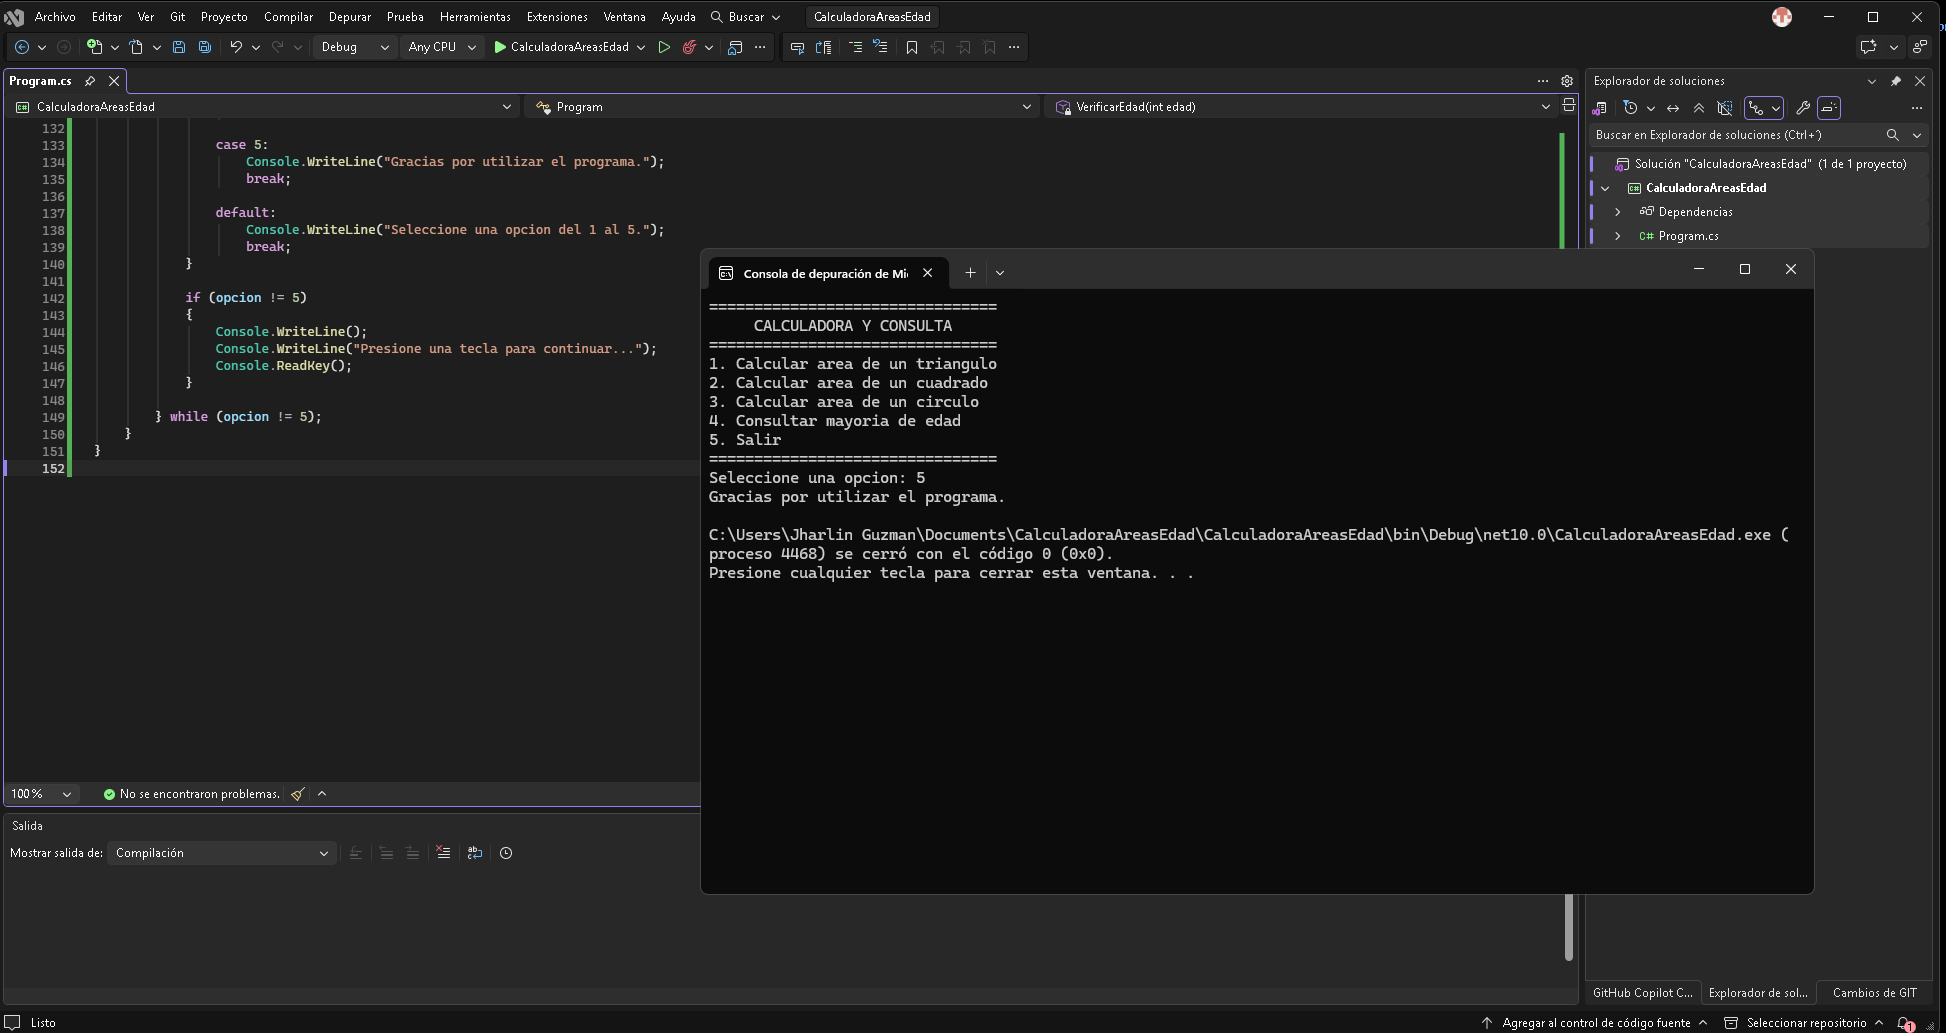 Archivo Editar Ver Git Proyecto Compilar Depurar Prueba Herramientas Extensiones Ventana Ayuda Buscar CalculadoraAreasEdad
Debug Any CPU CalculadoraAreasEdad
Program.cs
CalculadoraAreasEdad Program VerificarEdad(int edad)
132
133 case 5:
134 Console.WriteLine("Gracias por utilizar el programa.");
135 break;
136
137 default:
138 Console.WriteLine("Seleccione una opcion del 1 al 5.");
139 break;
140 }
141
142 if (opcion != 5)
143 {
144 Console.WriteLine();
145 Console.WriteLine("Presione una tecla para continuar...");
146 Console.ReadKey();
147 }
148
149 } while (opcion != 5);
150 }
151 }
152
100 % No se encontraron problemas.
Salida
Mostrar salida de: Compilación
Consola de depuración de Mi
================================
CALCULADORA Y CONSULTA
================================
1. Calcular area de un triangulo
2. Calcular area de un cuadrado
3. Calcular area de un circulo
4. Consultar mayoria de edad
5. Salir
================================
Seleccione una opcion: 5
Gracias por utilizar el programa.
C:\Users\Jharlin Guzman\Documents\CalculadoraAreasEdad\CalculadoraAreasEdad\bin\Debug\net10.0\CalculadoraAreasEdad.exe (
proceso 4468) se cerró con el código 0 (0x0).
Presione cualquier tecla para cerrar esta ventana. . .
Explorador de soluciones
Buscar en Explorador de soluciones (Ctrl+´)
Solución "CalculadoraAreasEdad" (1 de 1 proyecto)
CalculadoraAreasEdad
Dependencias
C# Program.cs
GitHub Copilot C... Explorador de sol... Cambios de GIT
Listo Agregar al control de código fuente Seleccionar repositorio 1